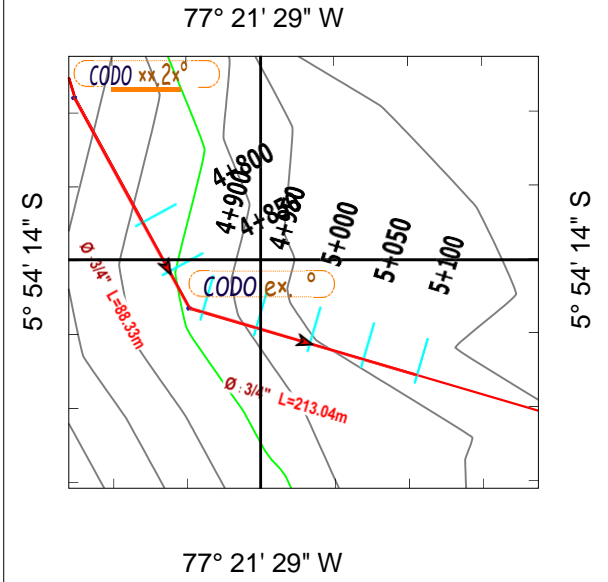 77° 21' 29" W
CODO xx.2x°
5° 54' 14" S
5° 54' 14" S
4+800
4+850
4+900
4+950
5+000
5+050
5+100
CODO ex. °
Ø 3/4" L=88.33m
Ø 3/4" L=213.04m
77° 21' 29" W